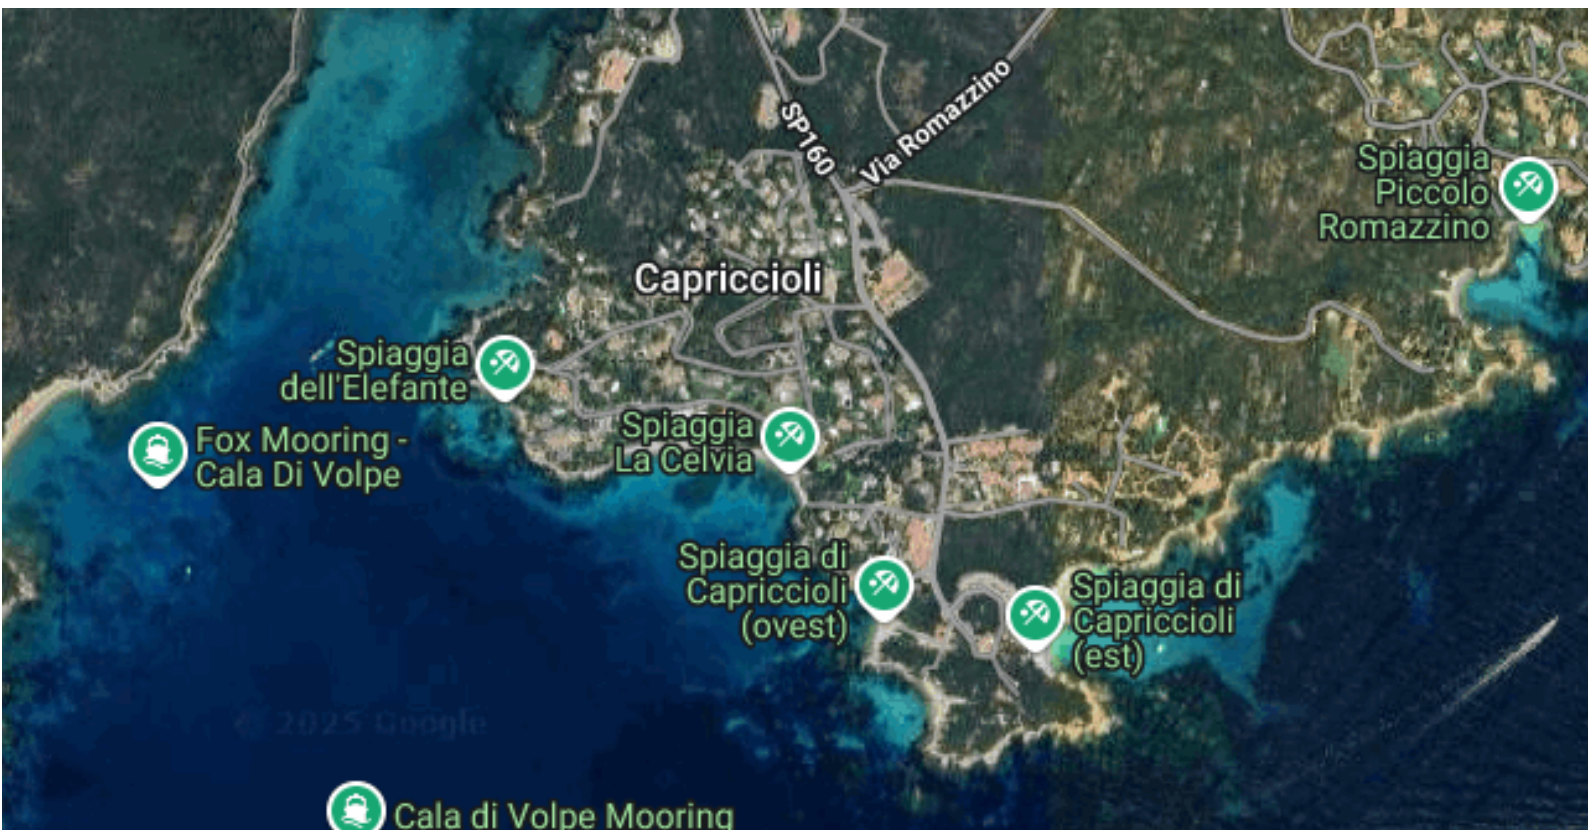 SP160
Via Romazzino
Spiaggia
Piccolo
Romazzino
Capriccioli
Spiaggia
dell'Elefante
Spiaggia
La Celvia
Fox Mooring -
Cala Di Volpe
Spiaggia di
Capriccioli
(ovest)
Spiaggia di
Capriccioli
(est)
© 2025 Google
Cala di Volpe Mooring